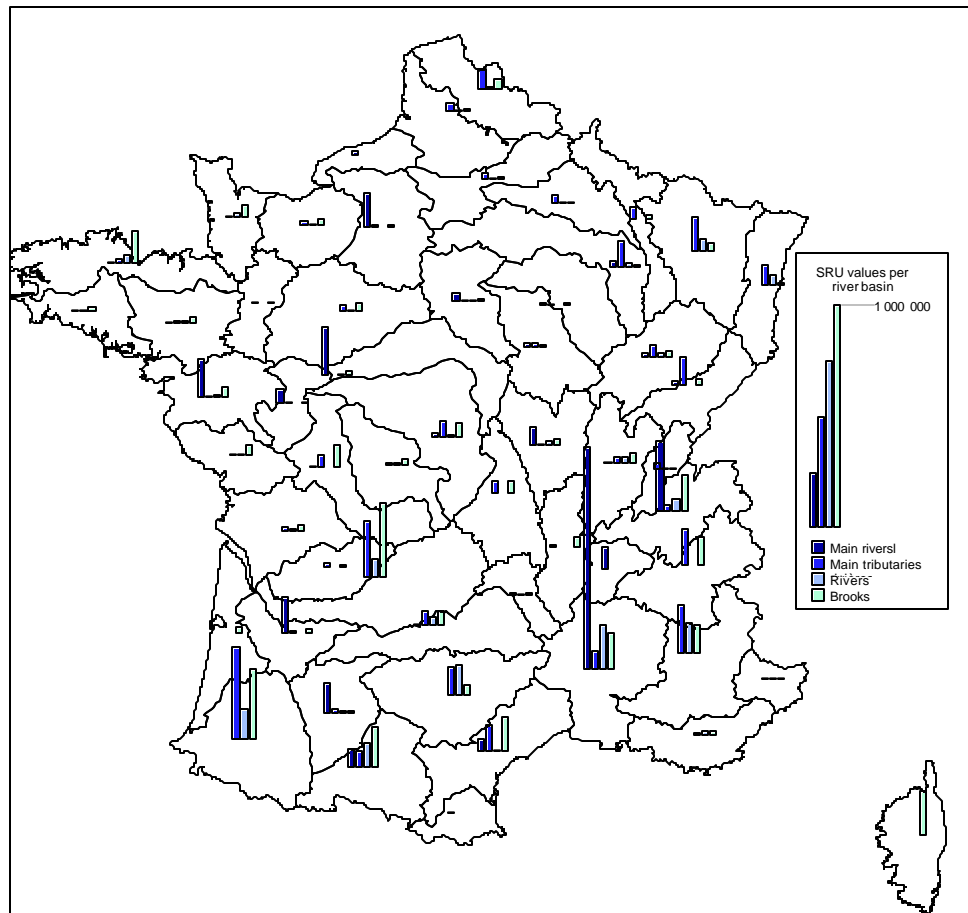 SRU values per
river basin
1 000 000
Main riversl
Main tributaries
Rivers
Brooks